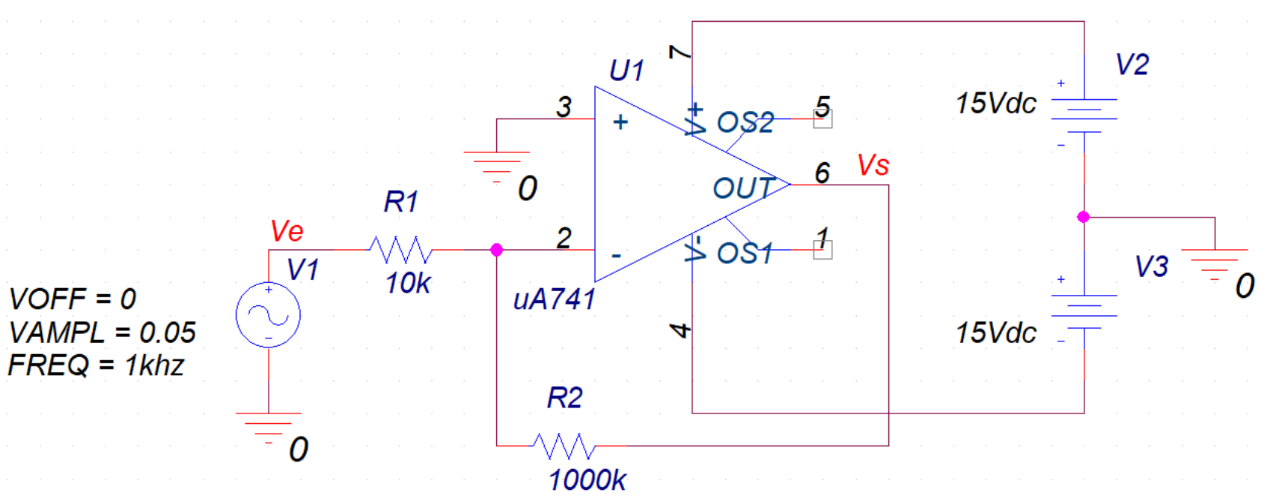 U1
3
+
7
V+
OS2
5
V2
15Vdc
+
-
0
OUT
6
Vs
R1
10k
2
-
uA741
V-
OS1
1
4
Ve
V1
+
-
VOFF = 0
VAMPL = 0.05
FREQ = 1khz
0
V3
15Vdc
+
-
0
R2
1000k